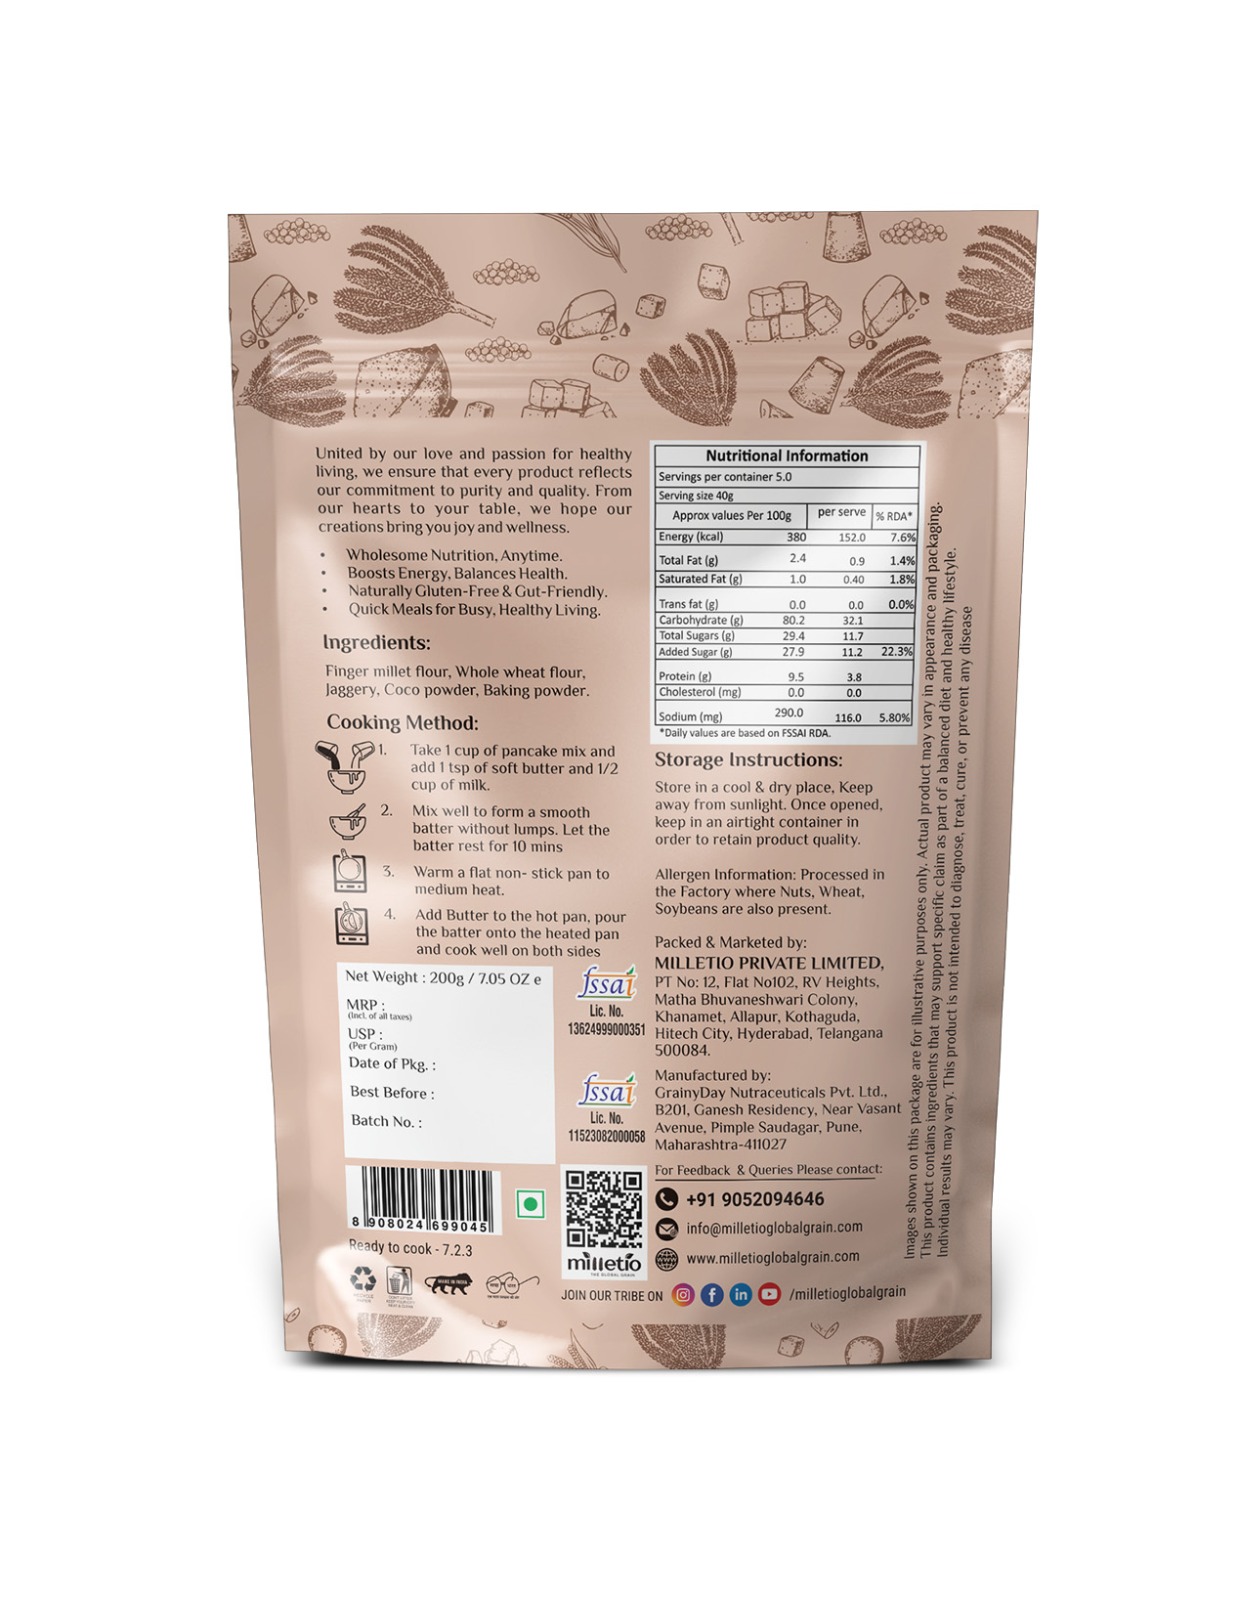 United by our love and passion for healthy
living, we ensure that every product reflects
our commitment to purity and quality. From
our hearts to your table, we hope our
creations bring you joy and wellness.
• Wholesome Nutrition, Anytime.
• Boosts Energy, Balances Health.
• Naturally Gluten-Free & Gut-Friendly.
• Quick Meals for Busy, Healthy Living.
Ingredients:
Finger millet flour, Whole wheat flour,
Jaggery, Coco powder, Baking powder.
Cooking Method:
1. Take 1 cup of pancake mix and
add 1 tsp of soft butter and 1/2
cup of milk.
2. Mix well to form a smooth
batter without lumps. Let the
batter rest for 10 mins
3. Warm a flat non- stick pan to
medium heat.
4. Add Butter to the hot pan, pour
the batter onto the heated pan
and cook well on both sides
Net Weight : 200g / 7.05 OZ e
MRP :
(Incl. of all taxes)
USP :
(Per Gram)
Date of Pkg. :
Best Before :
Batch No. :
fssai
Lic. No.
13624999000351
fssai
Lic. No.
11523082000058
8 908024 699045
Ready to cook - 7.2.3
MAKE IN INDIA
milletio
THE GLOBAL GRAIN
Nutritional Information
Servings per container 5.0
Serving size 40g
Approx values Per 100g per serve % RDA*
Energy (kcal) 380 152.0 7.6%
Total Fat (g) 2.4 0.9 1.4%
Saturated Fat (g) 1.0 0.40 1.8%
Trans fat (g) 0.0 0.0 0.0%
Carbohydrate (g) 80.2 32.1
Total Sugars (g) 29.4 11.7
Added Sugar (g) 27.9 11.2 22.3%
Protein (g) 9.5 3.8
Cholesterol (mg) 0.0 0.0
Sodium (mg) 290.0 116.0 5.80%
*Daily values are based on FSSAI RDA.
Storage Instructions:
Store in a cool & dry place, Keep
away from sunlight. Once opened,
keep in an airtight container in
order to retain product quality.
Allergen Information: Processed in
the Factory where Nuts, Wheat,
Soybeans are also present.
Packed & Marketed by:
MILLETIO PRIVATE LIMITED,
PT No: 12, Flat No102, RV Heights,
Matha Bhuvaneshwari Colony,
Khanamet, Allapur, Kothaguda,
Hitech City, Hyderabad, Telangana
500084.
Manufactured by:
GrainyDay Nutraceuticals Pvt. Ltd.,
B201, Ganesh Residency, Near Vasant
Avenue, Pimple Saudagar, Pune,
Maharashtra-411027
For Feedback & Queries Please contact:
+91 9052094646
info@milletioglobalgrain.com
www.milletioglobalgrain.com
JOIN OUR TRIBE ON /milletioglobalgrain
Images shown on this package are for illustrative purposes only. Actual product may vary in appearance and packaging.
This product contains ingredients that may support specific claim as part of a balanced diet and healthy lifestyle.
Individual results may vary. This product is not intended to diagnose, treat, cure, or prevent any disease